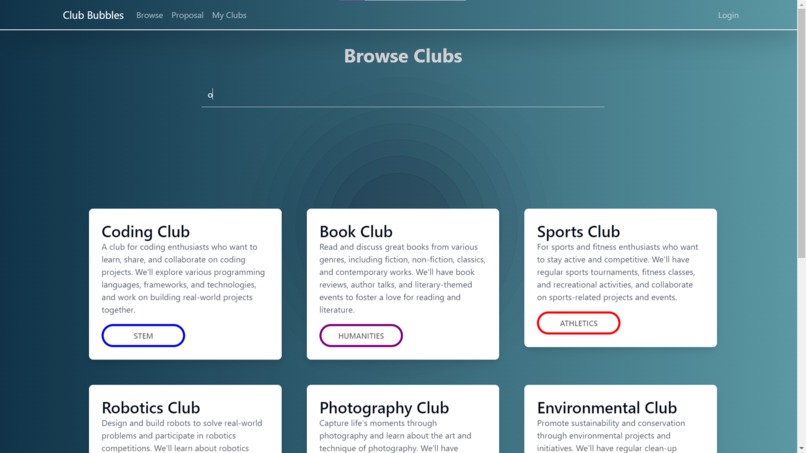 Club Bubbles Browse Proposal My Clubs Login
Browse Clubs
o
Coding Club
A club for coding enthusiasts who want to
learn, share, and collaborate on coding
projects. We'll explore various programming
languages, frameworks, and technologies,
and work on building real-world projects
together.
STEM
Book Club
Read and discuss great books from various
genres, including fiction, non-fiction, classics,
and contemporary works. We'll have book
reviews, author talks, and literary-themed
events to foster a love for reading and
literature.
HUMANITIES
Sports Club
For sports and fitness enthusiasts who want
to stay active and competitive. We'll have
regular sports tournaments, fitness classes,
and recreational activities, and collaborate
on sports-related projects and events.
ATHLETICS
Robotics Club
Design and build robots to solve real-world
problems and participate in robotics
competitions. We'll learn about robotics
Photography Club
Capture life's moments through
photography and learn about the art and
technique of photography. We'll have
Environmental Club
Promote sustainability and conservation
through environmental projects and
initiatives. We'll have regular clean-up